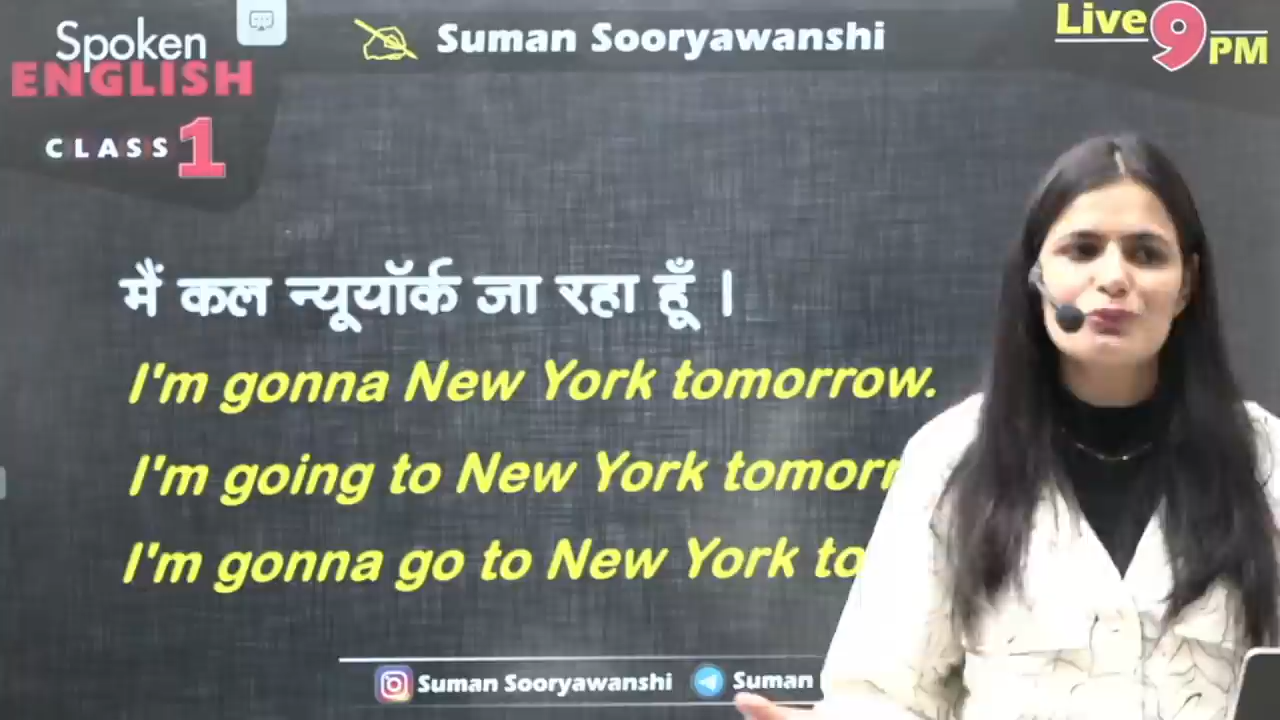 Spoken
ENGLISH
CLASS 1
Suman Sooryawanshi
Live 9 PM
मैं कल न्यूयॉर्क जा रहा हूँ ।
I'm gonna New York tomorrow.
I'm going to New York tomorr
I'm gonna go to New York to
Suman Sooryawanshi
Suman